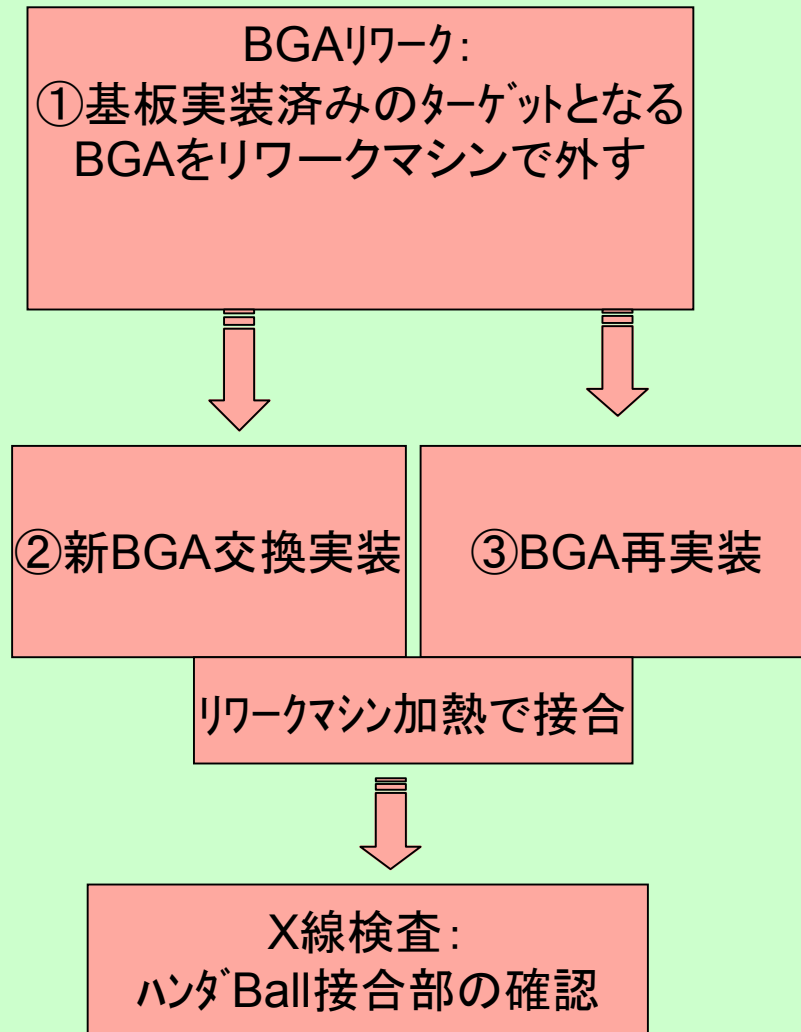 BGAﾘﾜｰｸ：
①基板実装済みのﾀｰｹﾞｯﾄとなる
BGAをリワークマシンで外す
②新BGA交換実装
③BGA再実装
ﾘﾜｰｸﾏｼﾝ加熱で接合
X線検査：
ﾊﾝﾀﾞBall接合部の確認